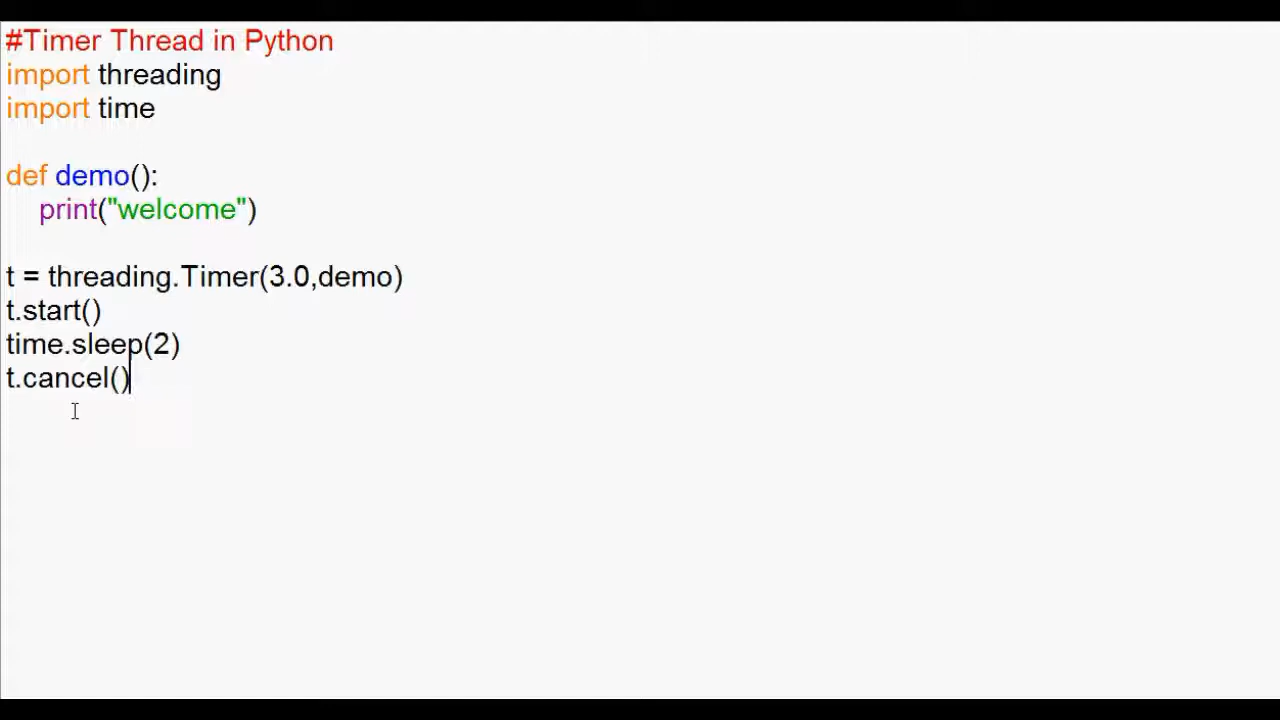 #Timer Thread in Python
import threading
import time
def demo():
print("welcome")
t = threading.Timer(3.0,demo)
t.start()
time.sleep(2)
t.cancel()